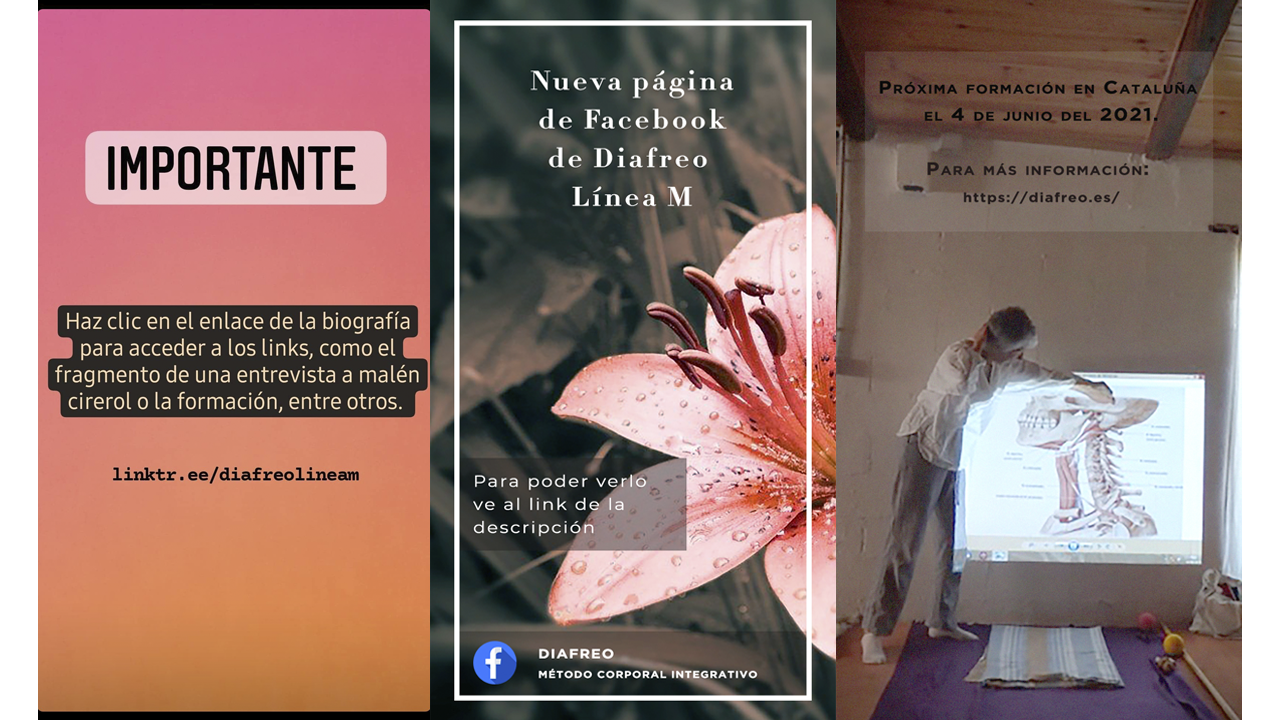 IMPORTANTE
Haz clic en el enlace de la biografía
para acceder a los links, como el
fragmento de una entrevista a malén
cirerol o la formación, entre otros.
linktr.ee/diafreolineam
Nueva página
de Facebook
de Diafreo
Línea M
Para poder verlo
ve al link de la
descripción
DIAFREO
MÉTODO CORPORAL INTEGRATIVO
Próxima formación en Cataluña
el 4 de junio del 2021.
Para más información:
https://diafreo.es/